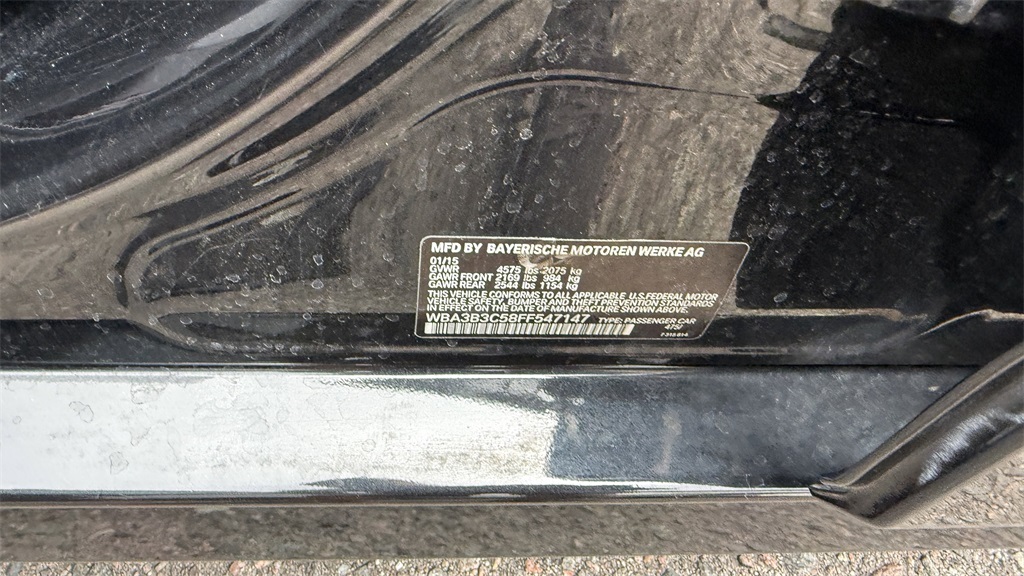 MFD BY BAYERISCHE MOTOREN WERKE AG
01/15
GVWR 4575 lbs 2075 kg
GAWR FRONT 2169 lbs 984 kg
GAWR REAR 2544 lbs 1154 kg
THIS VEHICLE CONFORMS TO ALL APPLICABLE U.S.FEDERAL MOTOR
VEHICLE SAFETY, BUMPER AND THEFT PREVENTION STANDARDS
IN EFFECT ON THE DATE OF MANUFACTURE SHOWN ABOVE.
TYPE: PASSENGER CAR
475/